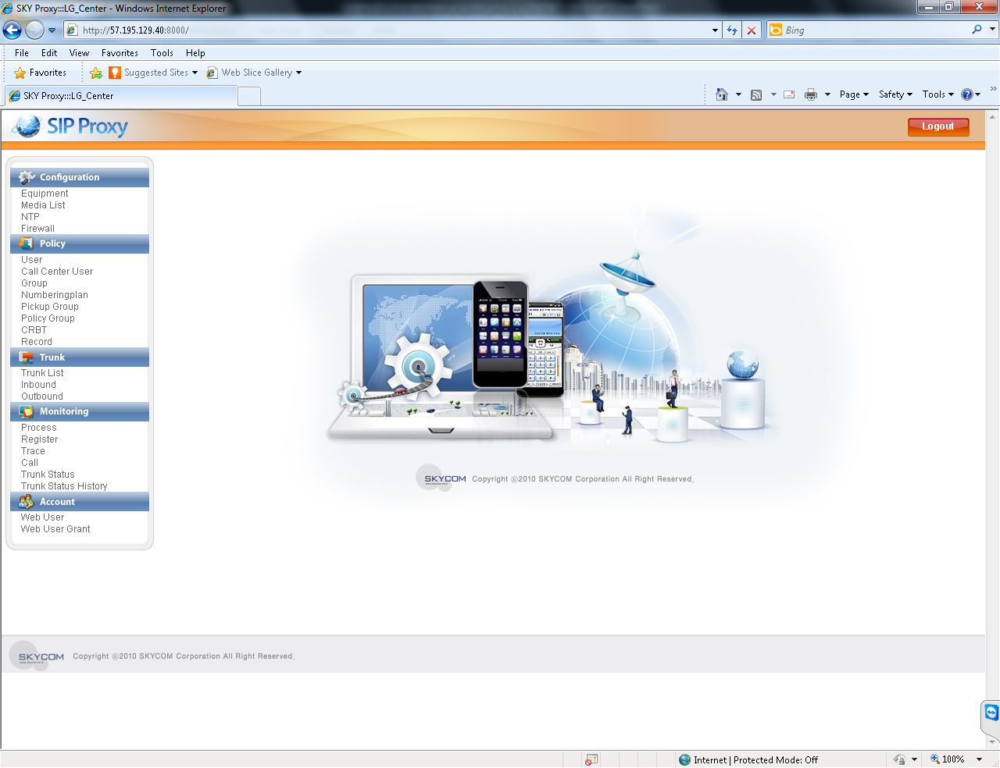 SKY Proxy:::LG_Center - Windows Internet Explorer
http://57.195.129.40:8000/
Bing
File Edit View Favorites Tools Help
Favorites Suggested Sites Web Slice Gallery
SKY Proxy:::LG_Center
Page Safety Tools
SIP Proxy
Logout
Configuration
Equipment
Media List
NTP
Firewall
Policy
User
Call Center User
Group
Numberingplan
Pickup Group
Policy Group
CRBT
Record
Trunk
Trunk List
Inbound
Outbound
Monitoring
Process
Register
Trace
Call
Trunk Status
Trunk Status History
Account
Web User
Web User Grant
SKYCOM Copyright ©2010 SKYCOM Corporation All Right Reserved.
SKYCOM Copyright ©2010 SKYCOM Corporation All Right Reserved.
Internet | Protected Mode: Off
100%